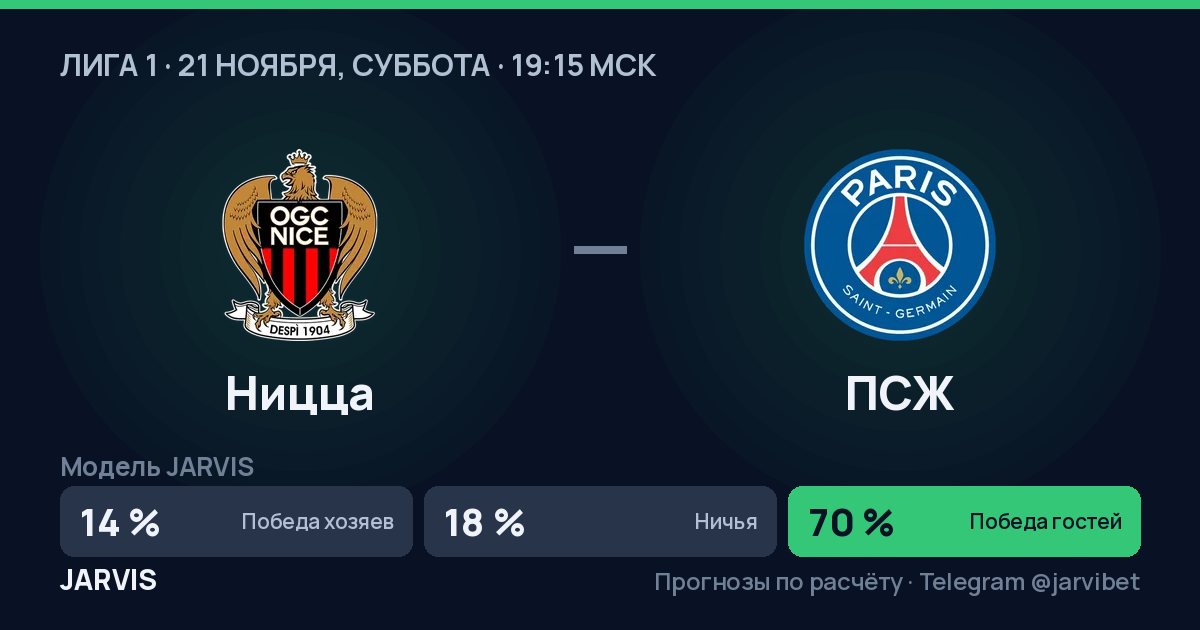 ЛИГА 1 · 21 НОЯБРЯ, СУББОТА · 19:15 МСК
OGC
NICE
DESPÍ 1904
PARIS
SAINT - GERMAIN
Ницца
ПСЖ
Модель JARVIS
14 % Победа хозяев
18 % Ничья
70 % Победа гостей
JARVIS
Прогнозы по расчёту · Telegram @jarvibet